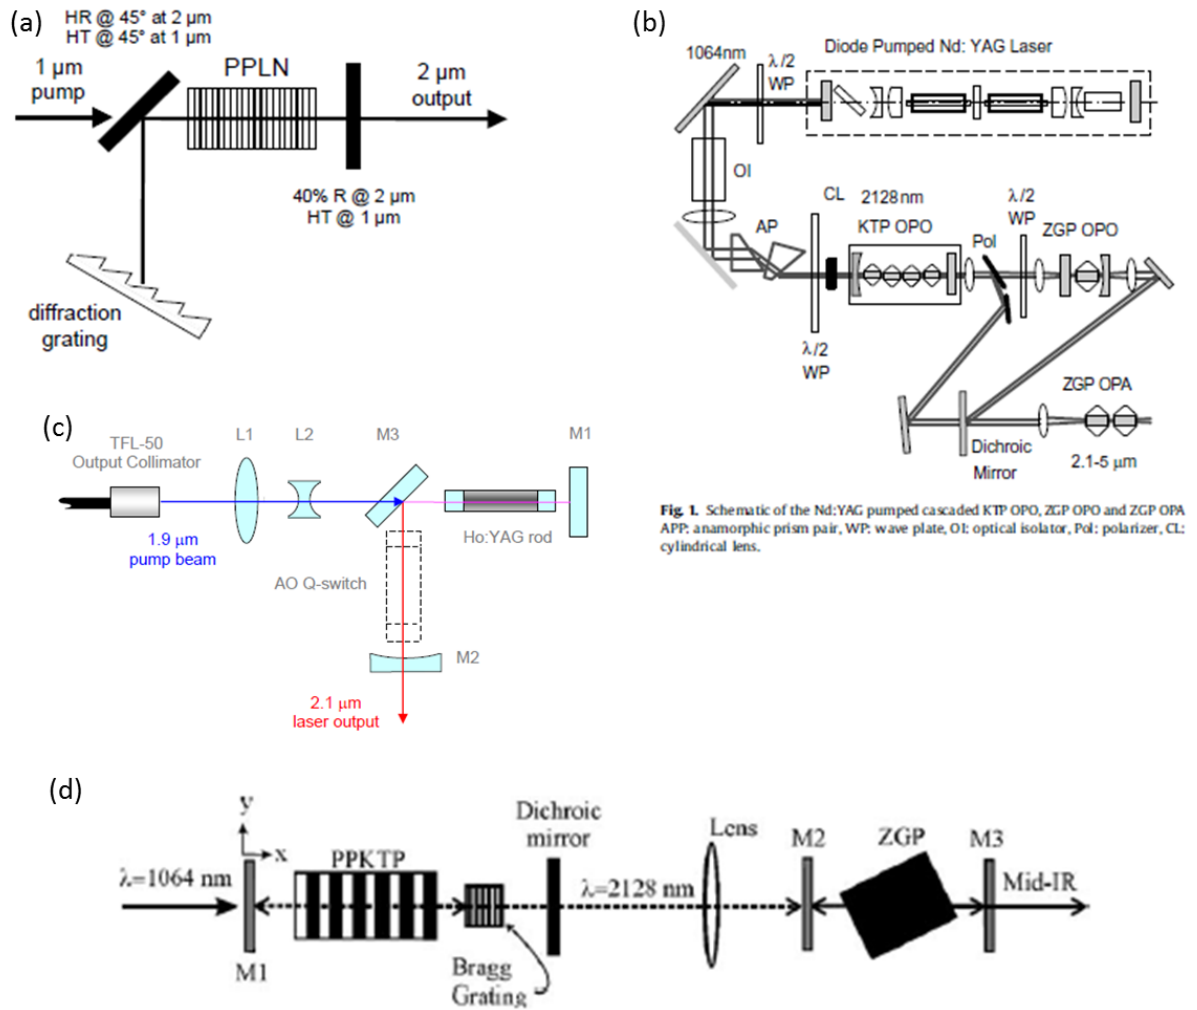 (a)
HR @ 45° at 2 µm
HT @ 45° at 1 µm
1 µm
pump
PPLN
2 µm
output
40% R @ 2 µm
HT @ 1 µm
diffraction
grating
(b)
Diode Pumped Nd: YAG Laser
1064nm
λ/2
WP
OI
AP
CL
2128nm
KTP OPO
Pol
λ/2
WP
ZGP OPO
λ/2
WP
ZGP OPA
Dichroic
Mirror
2.1-5 µm
Fig. 1. Schematic of the Nd:YAG pumped cascaded KTP OPO, ZGP OPO and ZGP OPA
APP: anamorphic prism pair, WP: wave plate, OI: optical isolator, Pol: polarizer, CL:
cylindrical lens.
(c)
TFL-50
Output Collimator
L1
L2
M3
M1
1.9 µm
pump beam
Ho:YAG rod
AO Q-switch
M2
2.1 µm
laser output
(d)
y
x
λ=1064 nm
M1
PPKTP
Bragg
Grating
Dichroic
mirror
λ=2128 nm
Lens
M2
ZGP
M3
Mid-IR